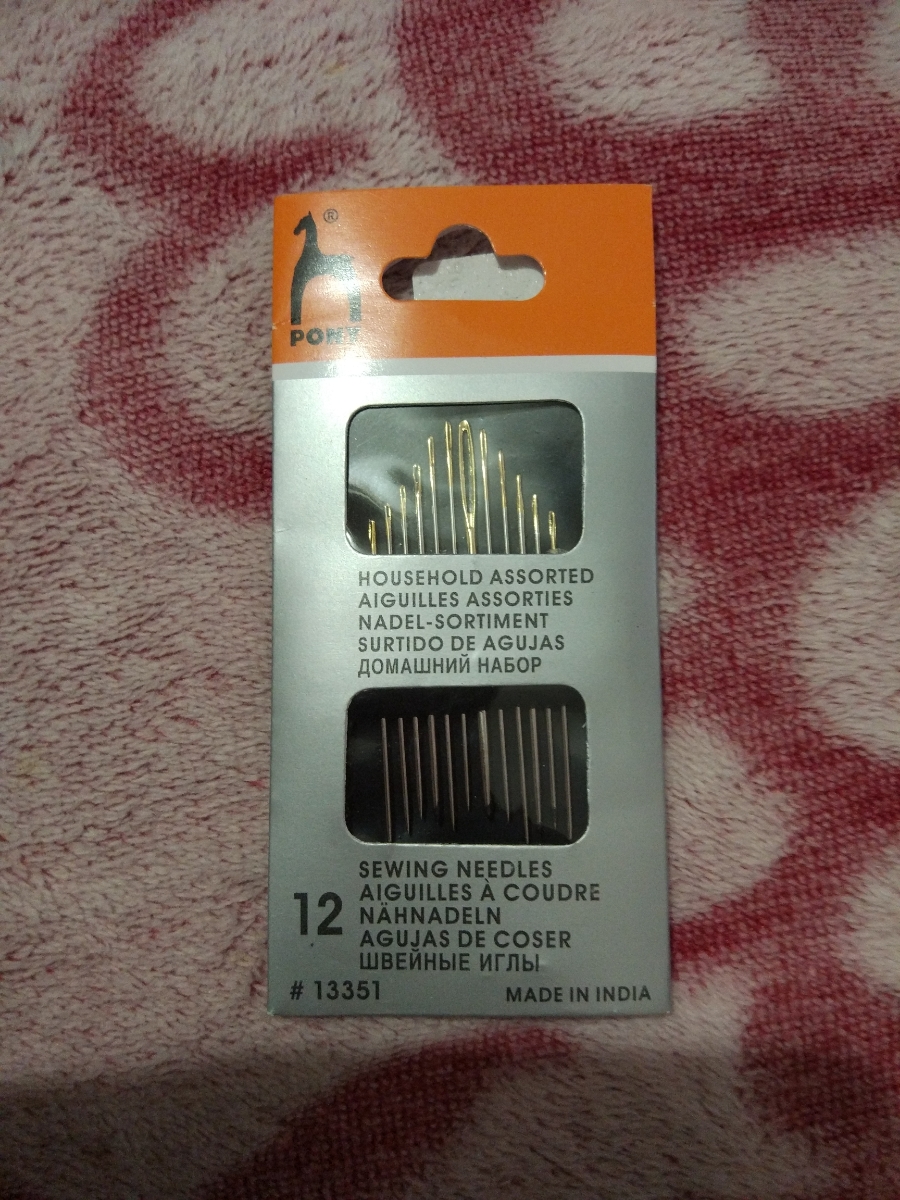 ®
PONY
HOUSEHOLD ASSORTED
AIGUILLES ASSORTIES
NADEL-SORTIMENT
SURTIDO DE AGUJAS
ДОМАШНИЙ НАБОР
12
SEWING NEEDLES
AIGUILLES À COUDRE
NÄHNADELN
AGUJAS DE COSER
ШВЕЙНЫЕ ИГЛЫ
# 13351 MADE IN INDIA